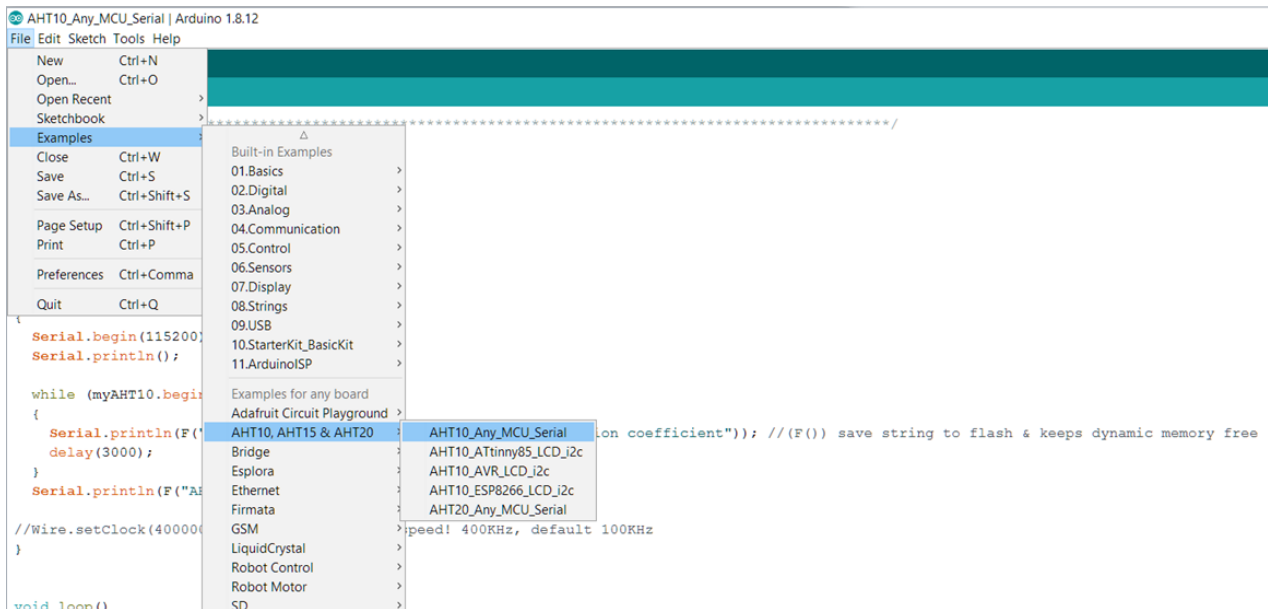 AHT10_Any_MCU_Serial | Arduino 1.8.12
File Edit Sketch Tools Help
New Ctrl+N
Open... Ctrl+O
Open Recent >
Sketchbook >
Examples >
Close Ctrl+W
Save Ctrl+S
Save As... Ctrl+Shift+S
Page Setup Ctrl+Shift+P
Print Ctrl+P
Preferences Ctrl+Comma
Quit Ctrl+Q
Built-in Examples
01.Basics >
02.Digital >
03.Analog >
04.Communication >
05.Control >
06.Sensors >
07.Display >
08.Strings >
09.USB >
10.StarterKit_BasicKit >
11.ArduinoISP >
Examples for any board
Adafruit Circuit Playground >
AHT10, AHT15 & AHT20 >
Bridge >
Esplora >
Ethernet >
Firmata >
GSM >
LiquidCrystal >
Robot Control >
Robot Motor >
SD >
AHT10_Any_MCU_Serial
AHT10_ATtinny85_LCD_i2c
AHT10_AVR_LCD_i2c
AHT10_ESP8266_LCD_i2c
AHT20_Any_MCU_Serial
*******************************************************************************/
{
Serial.begin(115200)
Serial.println();
while (myAHT10.begi
{
Serial.println(F(" ion coefficient")); //(F()) save string to flash & keeps dynamic memory free
delay(3000);
}
Serial.println(F("A
//Wire.setClock(40000 speed! 400KHz, default 100KHz
}
void loop()